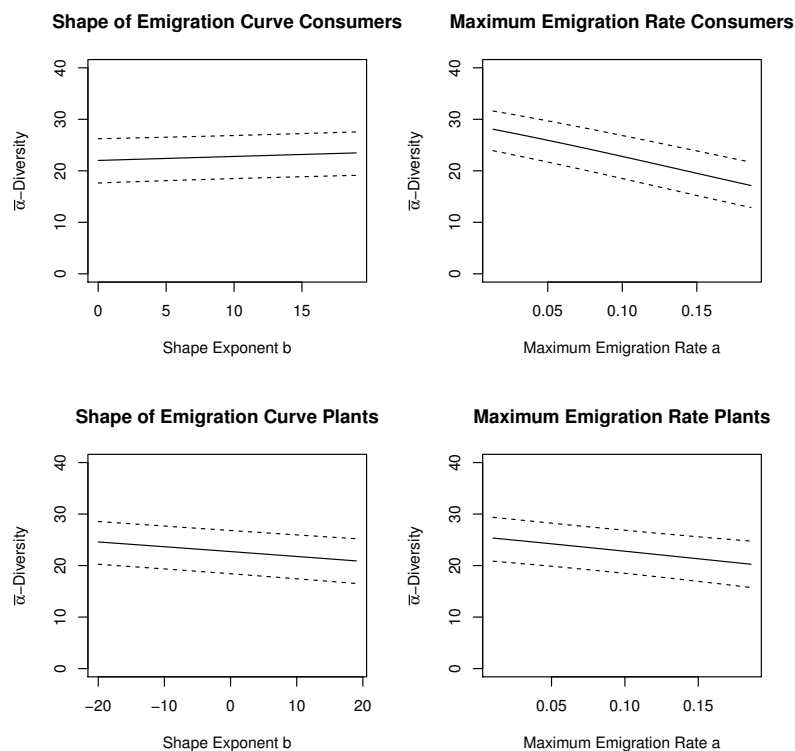 Shape of Emigration Curve Consumers
α̅−Diversity
40
30
20
10
0
0
5
10
15
Shape Exponent b
Maximum Emigration Rate Consumers
α̅−Diversity
40
30
20
10
0
0.05
0.10
0.15
Maximum Emigration Rate a
Shape of Emigration Curve Plants
α̅−Diversity
40
30
20
10
0
−20
−10
0
10
20
Shape Exponent b
Maximum Emigration Rate Plants
α̅−Diversity
40
30
20
10
0
0.05
0.10
0.15
Maximum Emigration Rate a